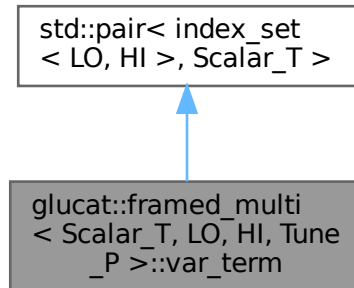 std::pair< index_set
< LO, HI >, Scalar_T >
glucat::framed_multi
< Scalar_T, LO, HI, Tune
_P >::var_term